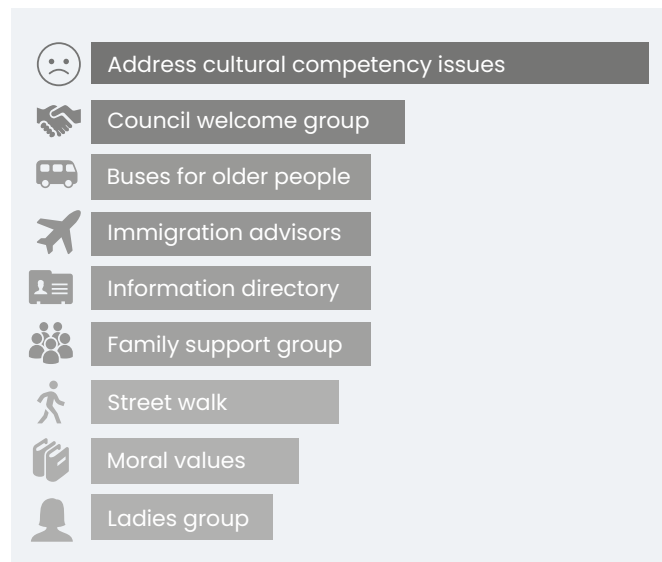 Address cultural competency issues
Council welcome group
Buses for older people
Immigration advisors
Information directory
Family support group
Street walk
Moral values
Ladies group